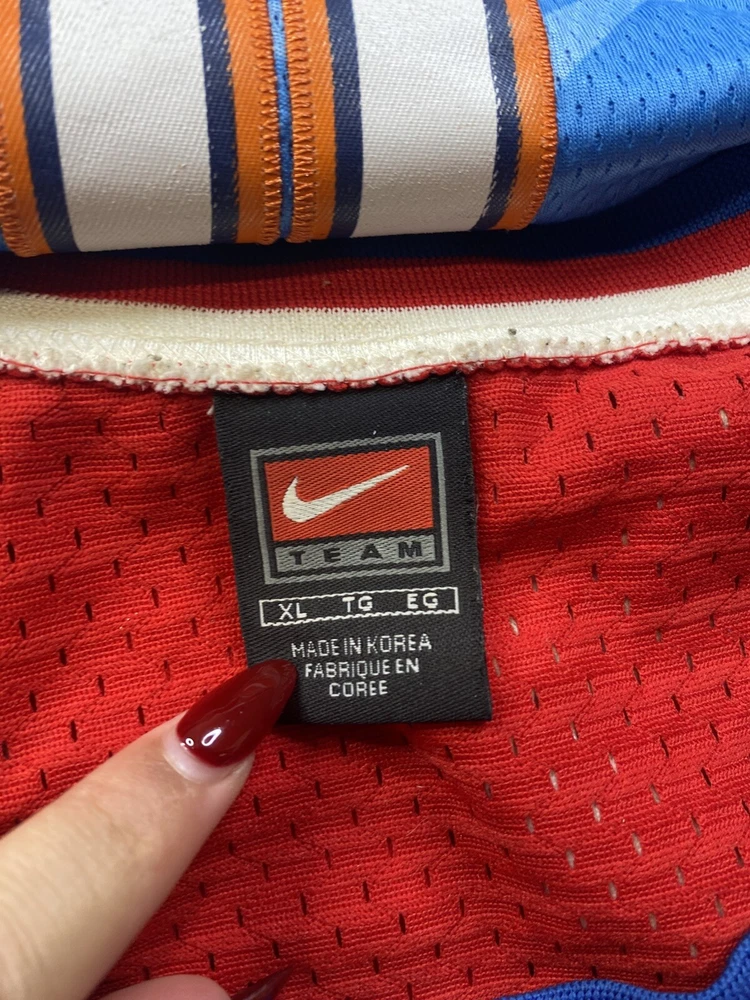 TEAM
XL TG EG
MADE IN KOREA
FABRIQUE EN
COREE